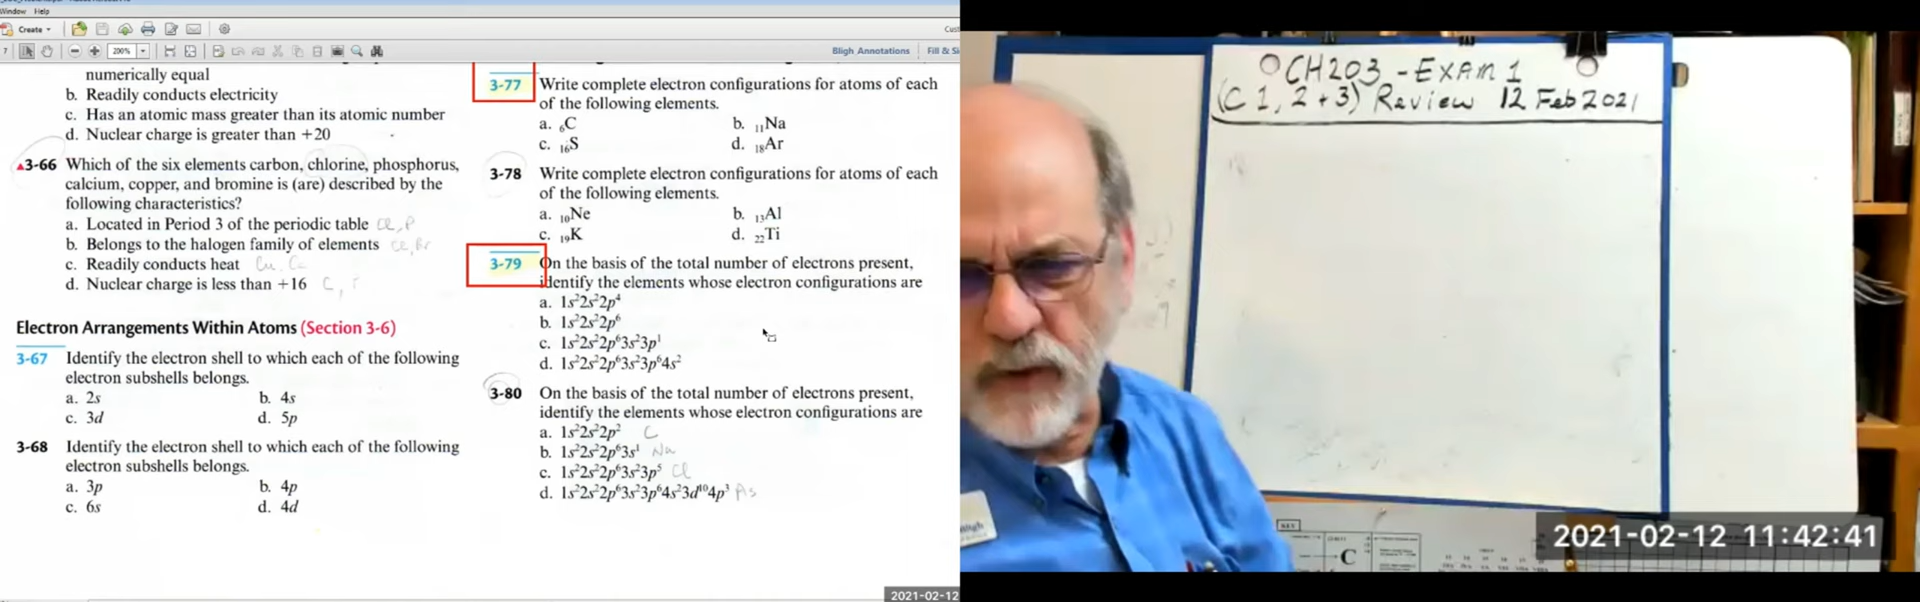 Window Help
Create
7
200%
Bligh Annotations
numerically equal
b. Readily conducts electricity
c. Has an atomic mass greater than its atomic number
d. Nuclear charge is greater than +20
▲3-66 Which of the six elements carbon, chlorine, phosphorus,
calcium, copper, and bromine is (are) described by the
following characteristics?
a. Located in Period 3 of the periodic table Cl, P
b. Belongs to the halogen family of elements Cl, Br
c. Readily conducts heat Cu,
d. Nuclear charge is less than +16 C,
Electron Arrangements Within Atoms (Section 3-6)
3-67 Identify the electron shell to which each of the following
electron subshells belongs.
a. 2s b. 4s
c. 3d d. 5p
3-68 Identify the electron shell to which each of the following
electron subshells belongs.
a. 3p b. 4p
c. 6s d. 4d
3-77 Write complete electron configurations for atoms of each
of the following elements.
a. ₆C b. ₁₁Na
c. ₁₆S d. ₁₈Ar
3-78 Write complete electron configurations for atoms of each
of the following elements.
a. ₁₀Ne b. ₁₃Al
c. ₁₉K d. ₂₂Ti
3-79 On the basis of the total number of electrons present,
identify the elements whose electron configurations are
a. 1s²2s²2p⁴
b. 1s²2s²2p⁶
c. 1s²2s²2p⁶3s²3p¹
d. 1s²2s²2p⁶3s²3p⁶4s²
3-80 On the basis of the total number of electrons present,
identify the elements whose electron configurations are
a. 1s²2s²2p² C
b. 1s²2s²2p⁶3s¹ Na
c. 1s²2s²2p⁶3s²3p⁵ Cl
d. 1s²2s²2p⁶3s²3p⁶4s²3d¹⁰4p³ As
2021-02-12
CH203 - EXAM 1
(C 1, 2 + 3) Review 12 Feb 2021
KEY
C
2021-02-12 11:42:41